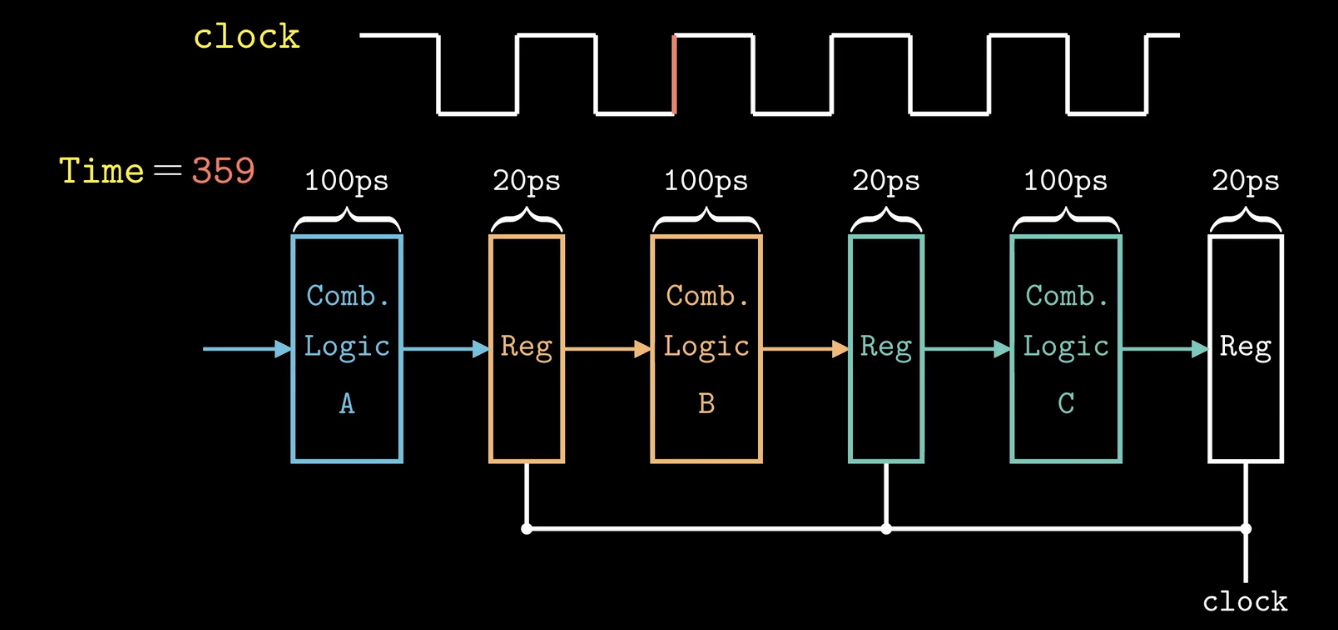 clock
Time = 359
100ps 20ps 100ps 20ps 100ps 20ps
Comb. Comb. Comb.
Logic Reg Logic Reg Logic Reg
A B C
clock